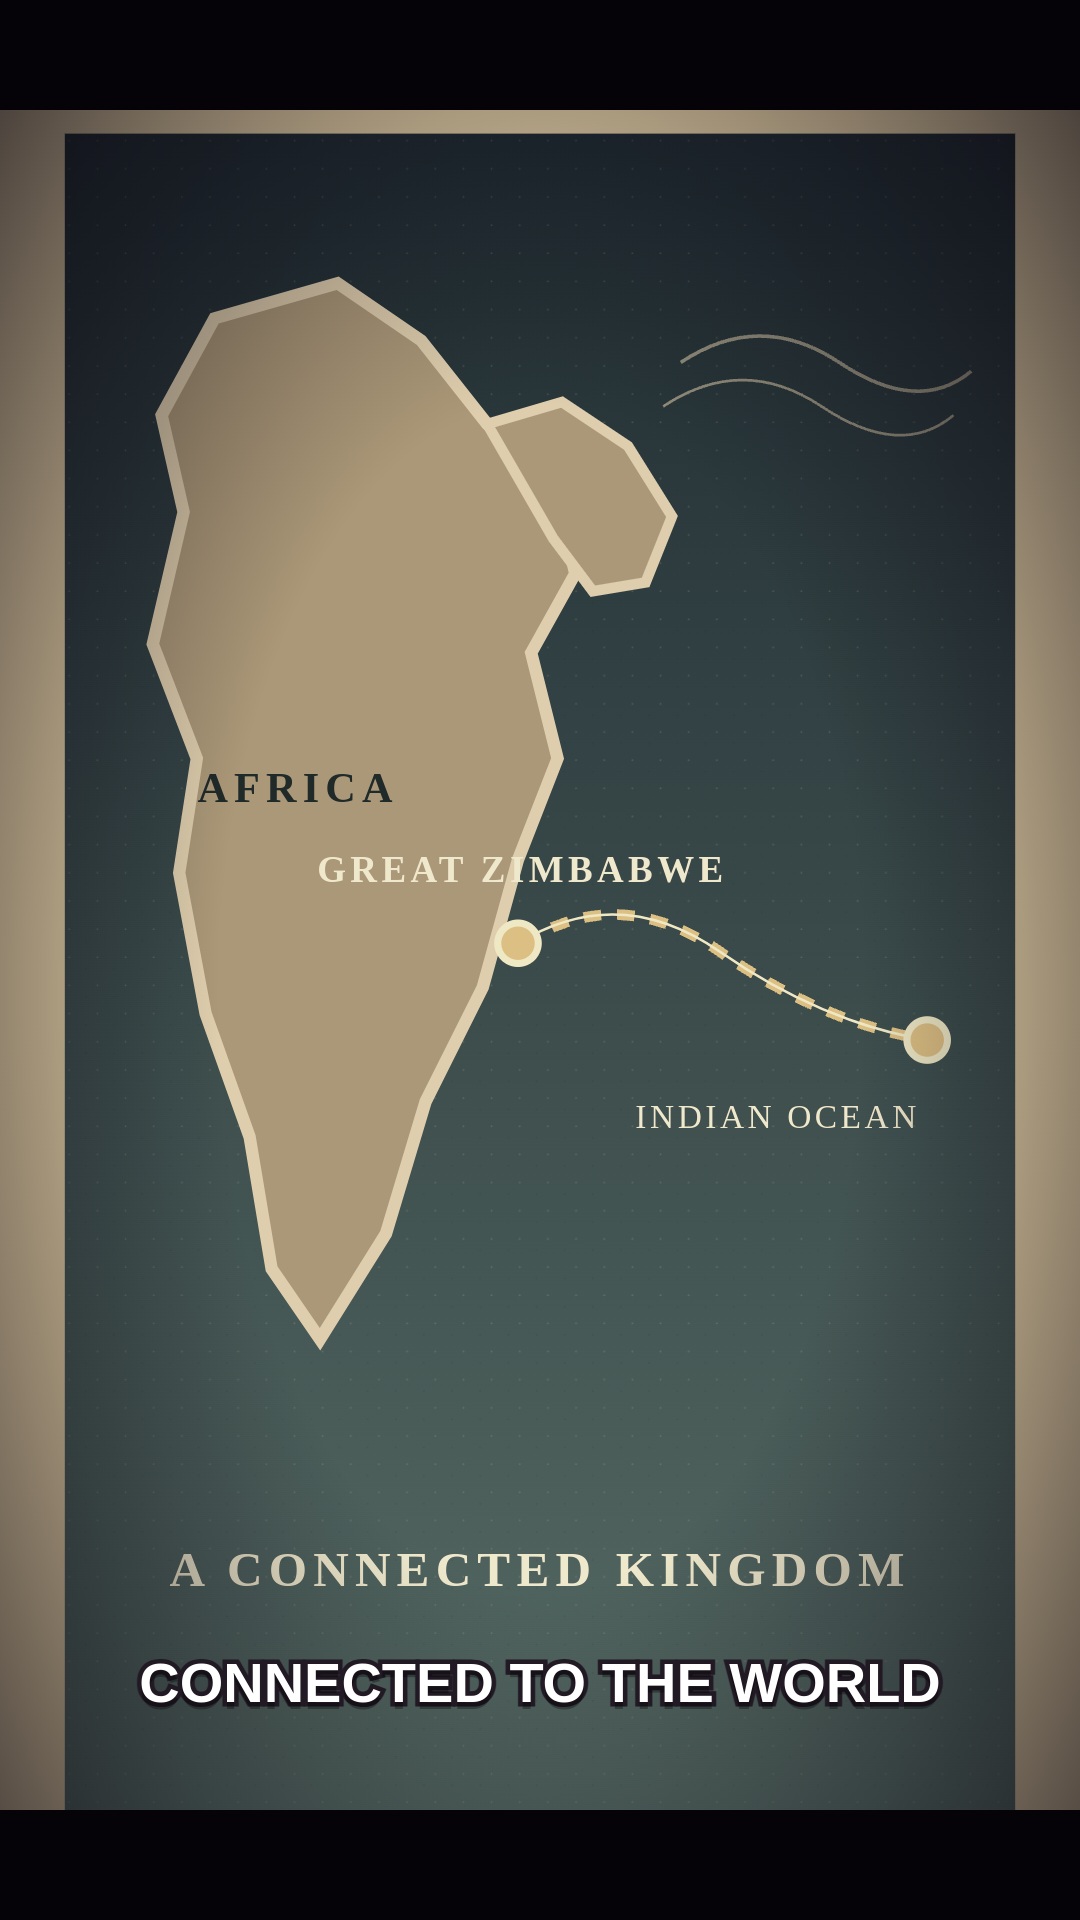 AFRICA
GREAT ZIMBABWE
INDIAN OCEAN
A CONNECTED KINGDOM
CONNECTED TO THE WORLD